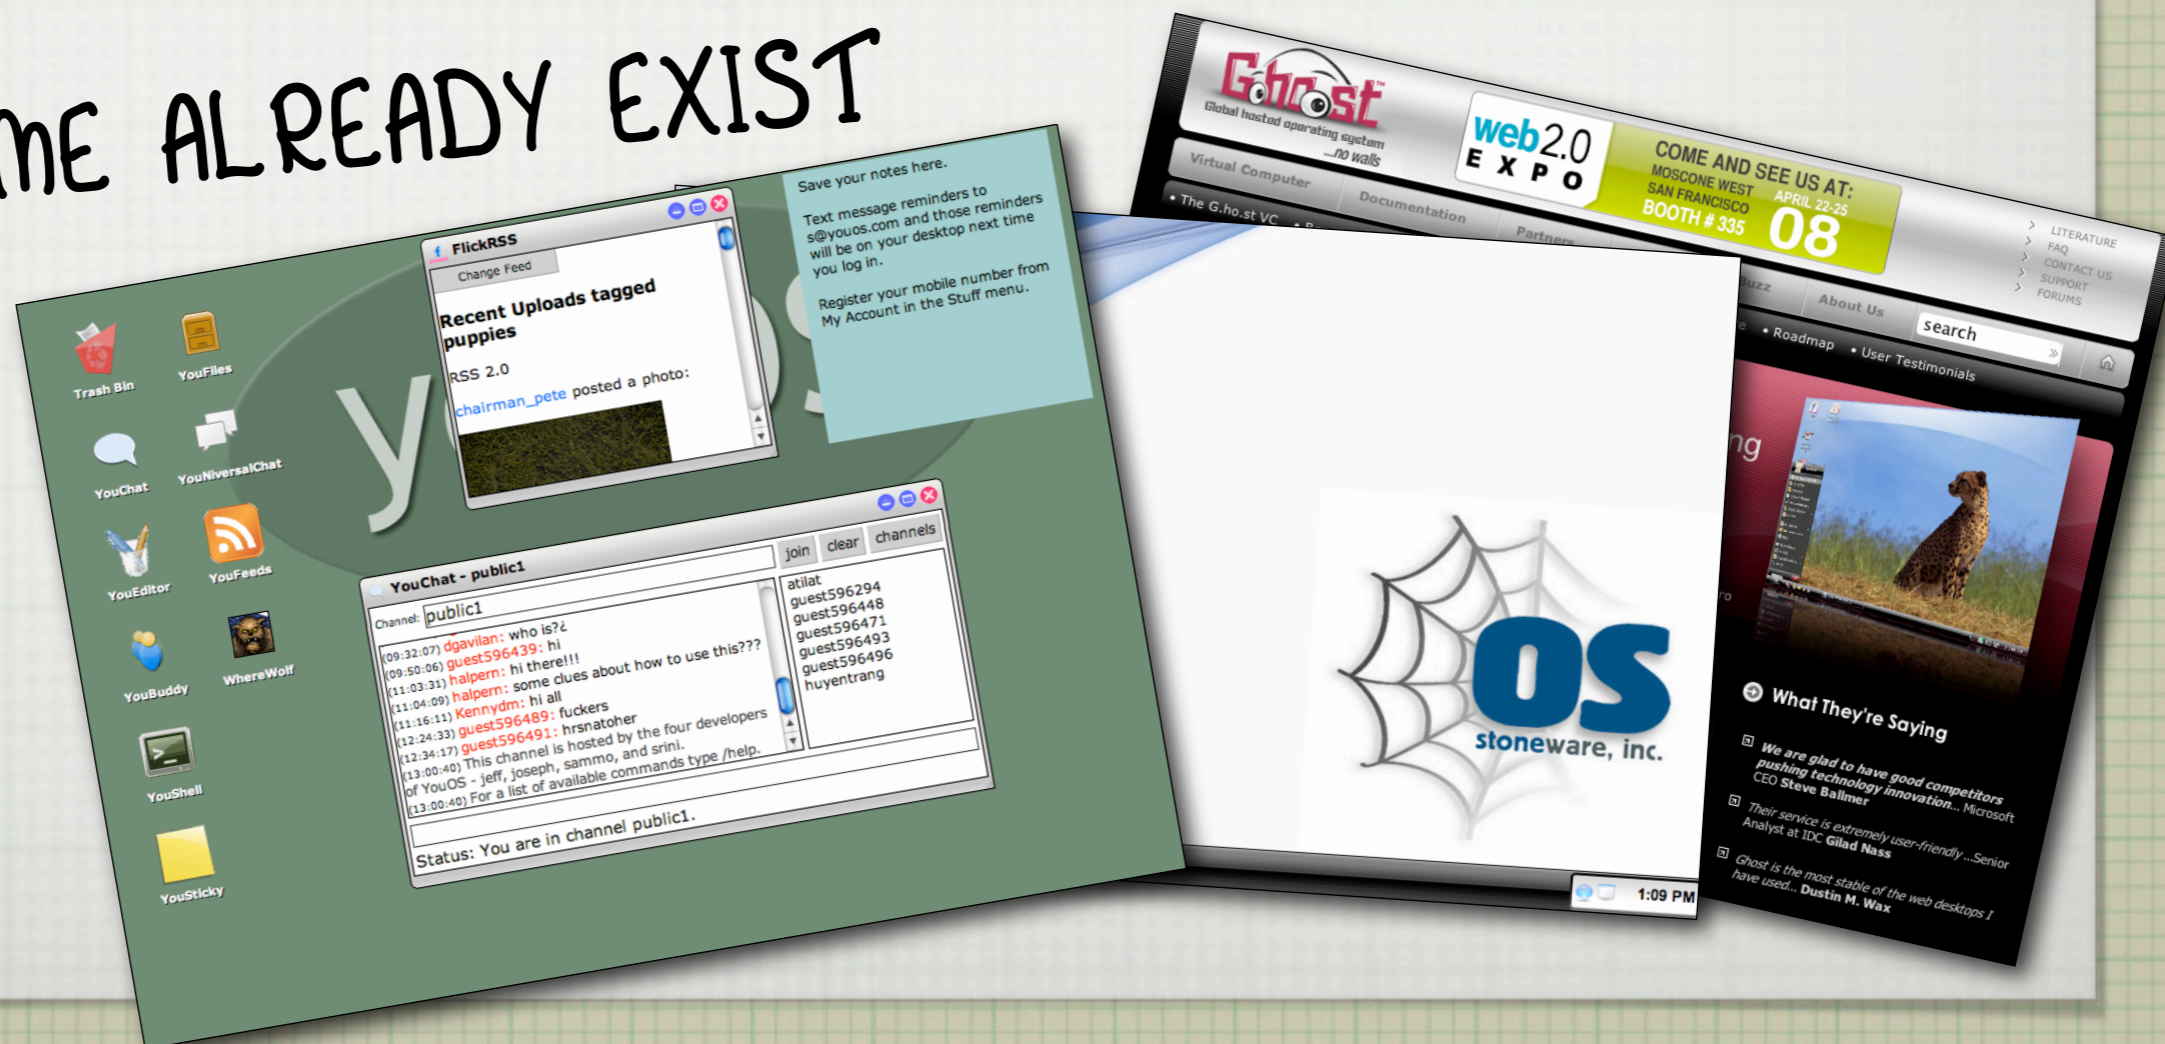 ME ALREADY EXIST
Trash Bin
YouFiles
YouChat
YouNiversalChat
YouEditor
YouFeeds
YouBuddy
WhereWolf
YouShell
YouSticky
FlickRSS
Change Feed
Recent Uploads tagged
puppies
RSS 2.0
chairman_pete posted a photo:
Save your notes here.
Text message reminders to
s@youos.com and those reminders
will be on your desktop next time
you log in.
Register your mobile number from
My Account in the Stuff menu.
YouChat - public1
Channel: public1
join clear channels
(09:32:07) dgavilan: who is?¿
(09:50:06) guest596439: hi
(11:03:31) halpern: hi there!!!
(11:04:09) halpern: some clues about how to use this???
(11:16:11) Kennydm: hi all
(12:24:33) guest596489: fuckers
(12:34:17) guest596491: hrsnatoher
(13:00:40) This channel is hosted by the four developers
of YouOS - jeff, joseph, sammo, and srini.
(13:00:40) For a list of available commands type /help.
atilat
guest596294
guest596448
guest596471
guest596493
guest596496
huyentrang
Status: You are in channel public1.
OS
stoneware, inc.
1:09 PM
G.ho.st™
Global hosted operating system
...no walls
web2.0
EXPO
COME AND SEE US AT:
MOSCONE WEST
SAN FRANCISCO
BOOTH # 335
APRIL 22-25
08
LITERATURE
FAQ
CONTACT US
SUPPORT
FORUMS
Virtual Computer
Documentation
Partners
Buzz
About Us
search
• The G.ho.st VC
• Roadmap
• User Testimonials
ng
What They're Saying
We are glad to have good competitors
pushing technology innovation... Microsoft
CEO Steve Ballmer
Their service is extremely user-friendly ...Senior
Analyst at IDC Gilad Nass
Ghost is the most stable of the web desktops I
have used... Dustin M. Wax